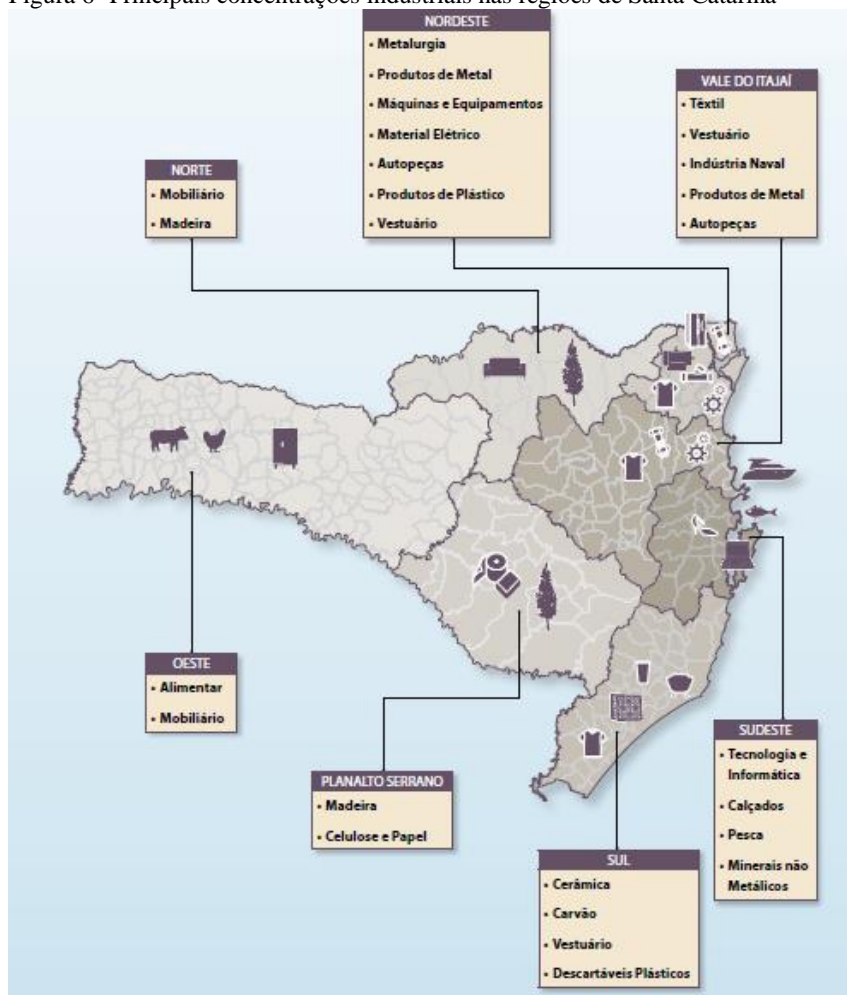 Figura 6- Principais concentrações industriais nas regiões de Santa Catarina
NORDESTE
• Metalurgia
• Produtos de Metal
• Máquinas e Equipamentos
• Material Elétrico
• Autopeças
• Produtos de Plástico
• Vestuário
VALE DO ITAJAÍ
• Têxtil
• Vestuário
• Indústria Naval
• Produtos de Metal
• Autopeças
NORTE
• Mobiliário
• Madeira
OESTE
• Alimentar
• Mobiliário
PLANALTO SERRANO
• Madeira
• Celulose e Papel
SUL
• Cerâmica
• Carvão
• Vestuário
• Descartáveis Plásticos
SUDESTE
• Tecnologia e
Informática
• Calçados
• Pesca
• Minerais não
Metálicos